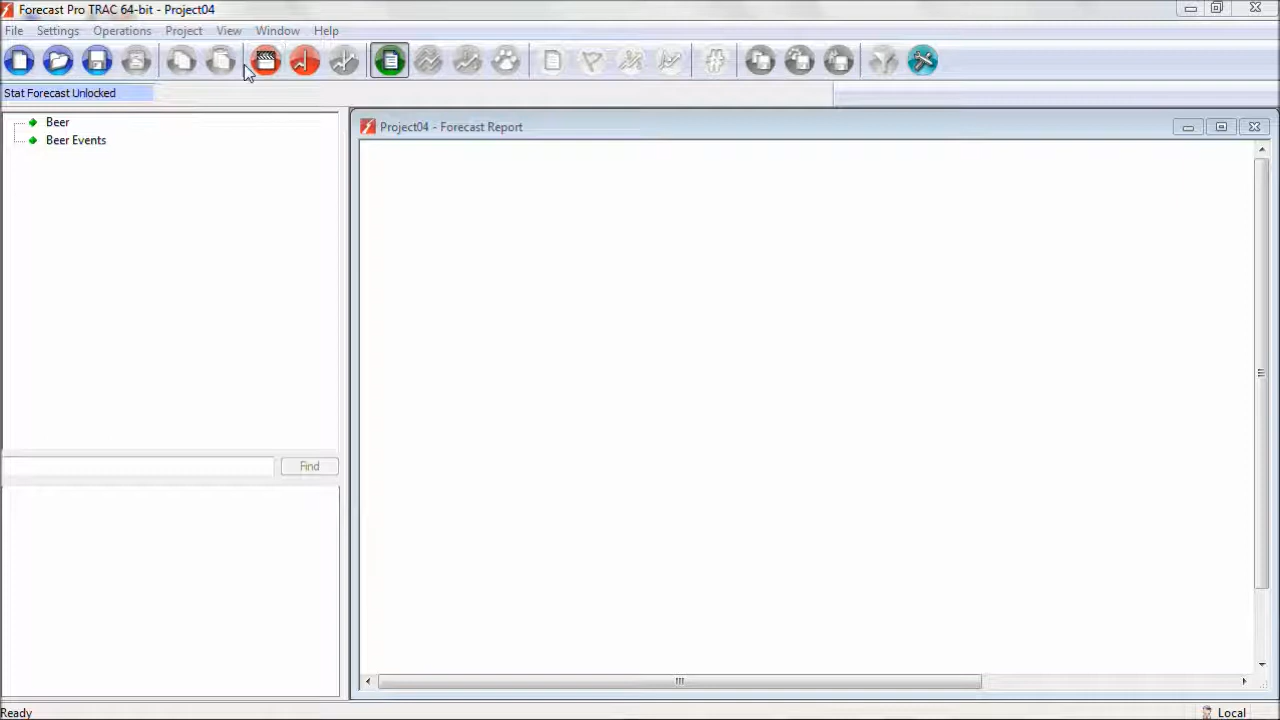 Forecast Pro TRAC 64-bit - Project04
File Settings Operations Project View Window Help
Stat Forecast Unlocked
Beer
Beer Events
Find
Project04 - Forecast Report
Ready
Local